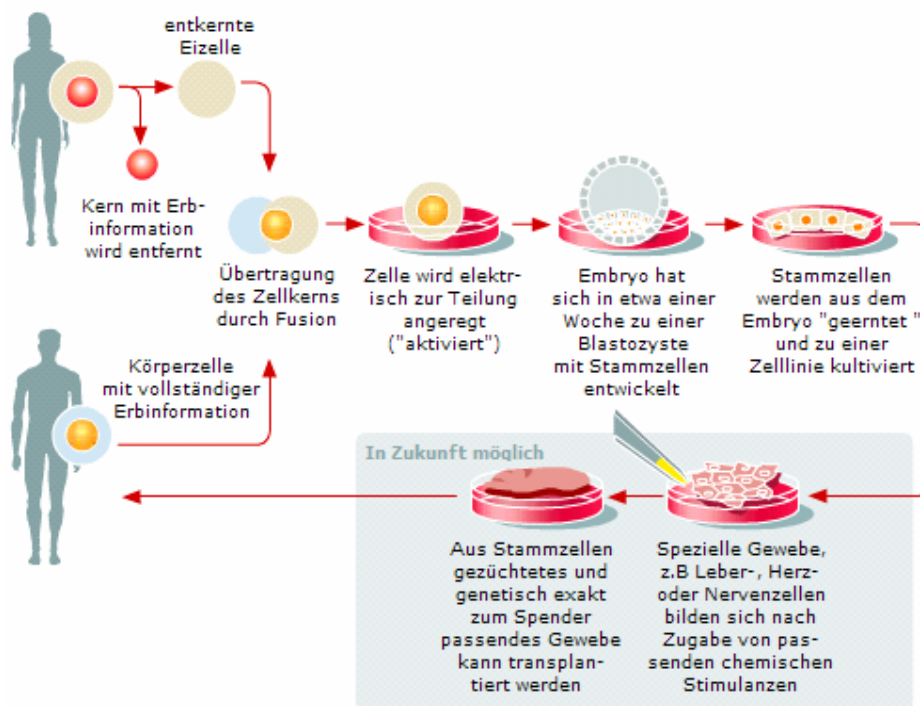 entkernte
Eizelle
Kern mit Erb-
information
wird entfernt
Übertragung
des Zellkerns
durch Fusion
Zelle wird elekt-
risch zur Teilung
angeregt
("aktiviert")
Embryo hat
sich in etwa einer
Woche zu einer
Blastozyste
mit Stammzellen
entwickelt
Stammzellen
werden aus dem
Embryo "geerntet "
und zu einer
Zelllinie kultiviert
Körperzelle
mit vollständiger
Erbinformation
In Zukunft möglich
Aus Stammzellen
gezüchtetes und
genetisch exakt
zum Spender
passendes Gewebe
kann transplan-
tiert werden
Spezielle Gewebe,
z.B Leber-, Herz-
oder Nervenzellen
bilden sich nach
Zugabe von pas-
senden chemischen
Stimulanzen